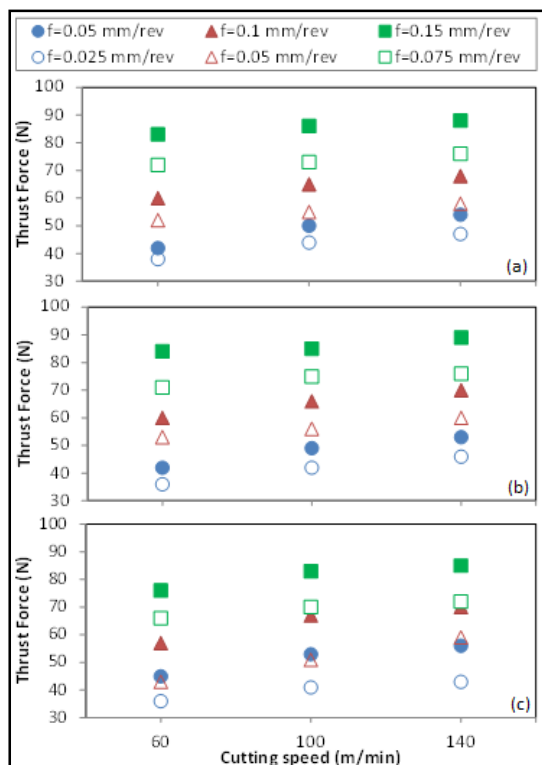 f=0.05 mm/rev f=0.1 mm/rev f=0.15 mm/rev
f=0.025 mm/rev f=0.05 mm/rev f=0.075 mm/rev
Thrust Force (N)
100
90
80
70
60
50
40
30
(a)
Thrust Force (N)
100
90
80
70
60
50
40
30
(b)
Thrust Force (N)
100
90
80
70
60
50
40
30
(c)
60 100 140
Cutting speed (m/min)